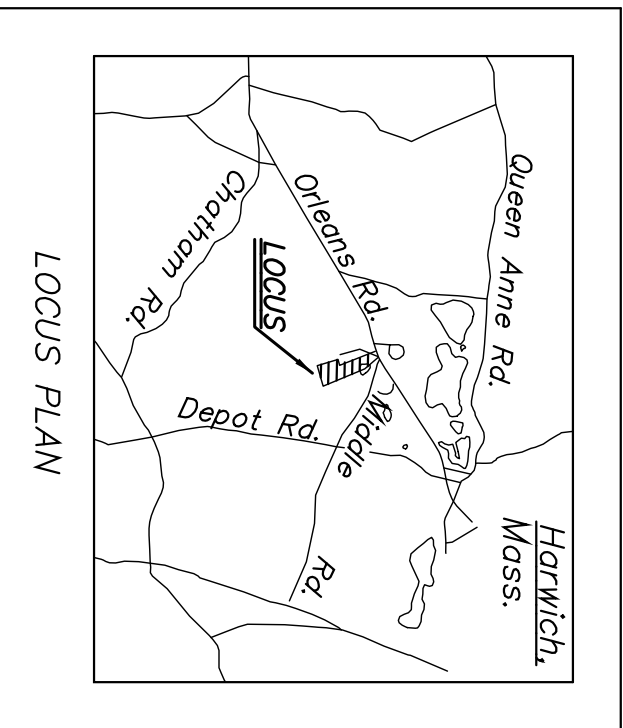 Harwich,
Mass.
Queen Anne Rd.
Orleans Rd.
Middle Rd.
LOCUS
Depot Rd.
Chatham Rd.
LOCUS PLAN